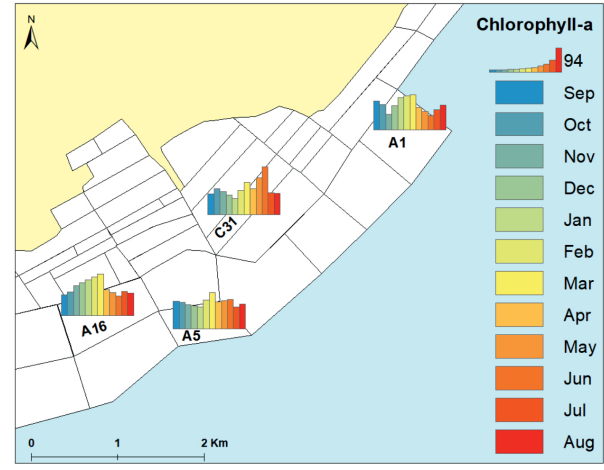 N
Chlorophyll-a
94
Sep
Oct
Nov
Dec
Jan
Feb
Mar
Apr
May
Jun
Jul
Aug
A1
C31
A16
A5
0 1 2 Km